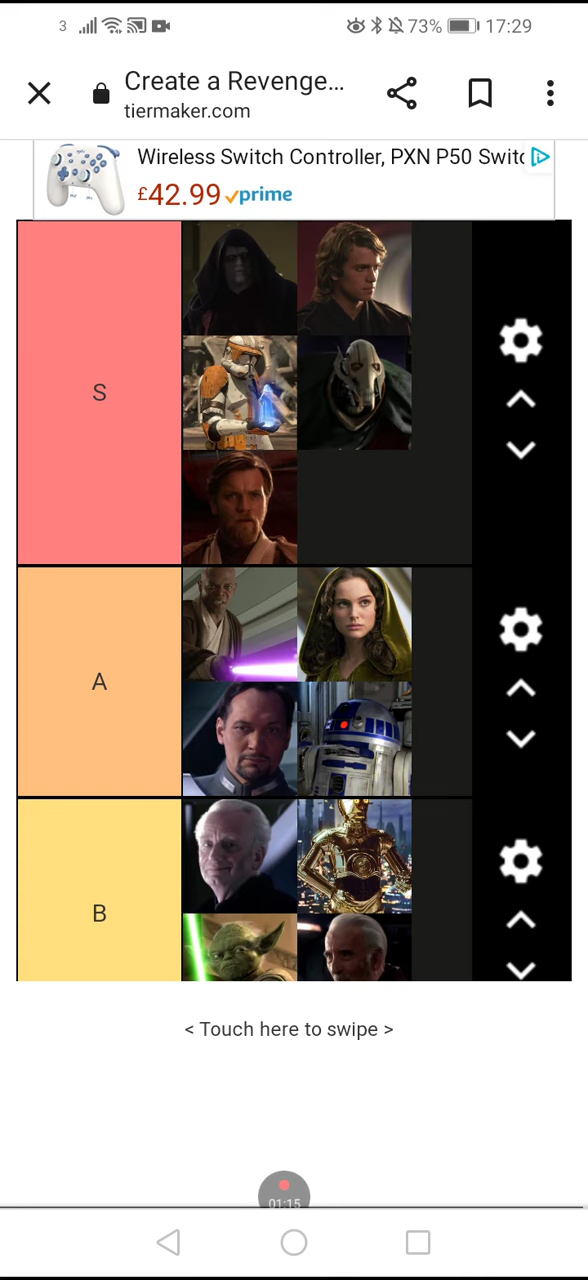 3
73% 17:29
Create a Revenge...
tiermaker.com
Wireless Switch Controller, PXN P50 Switc
£42.99 prime
S
A
B
< Touch here to swipe >
01:15